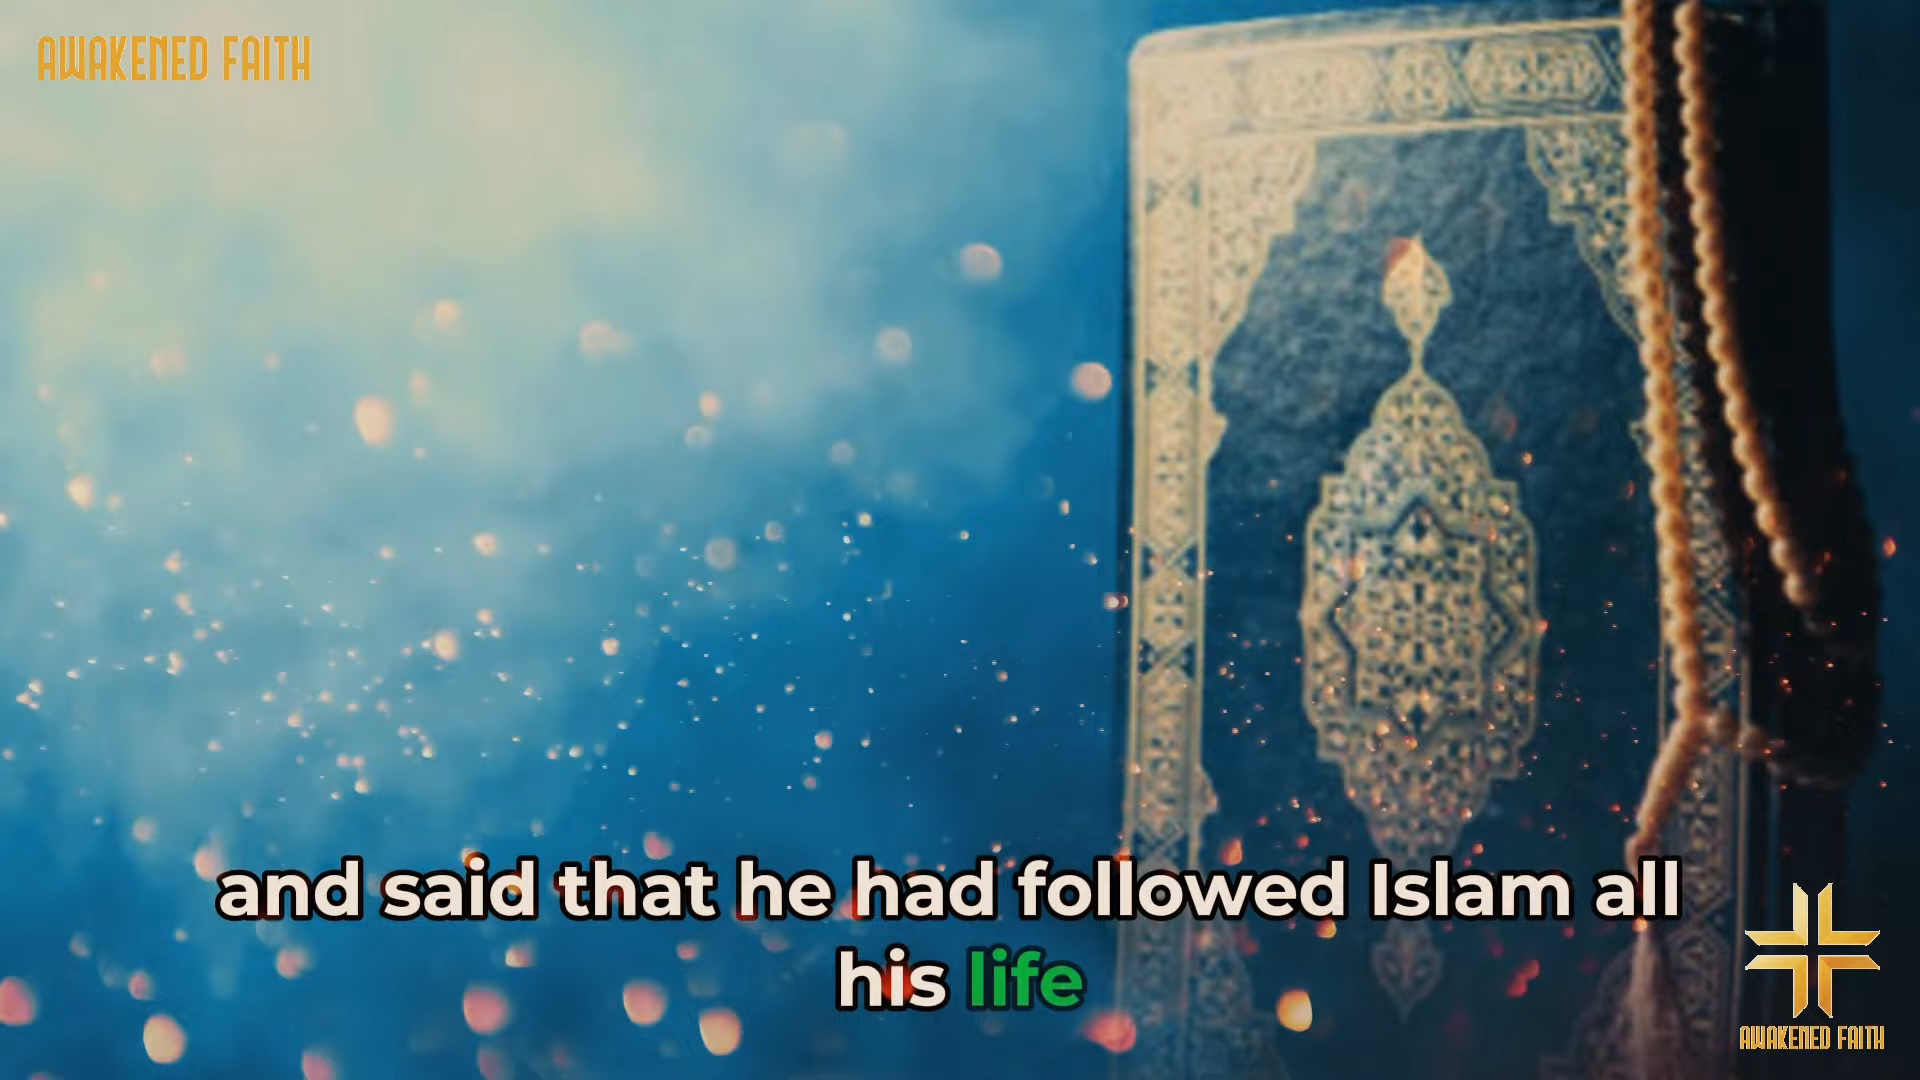 AWAKENED FAITH
and said that he had followed Islam all
his life
AWAKENED FAITH